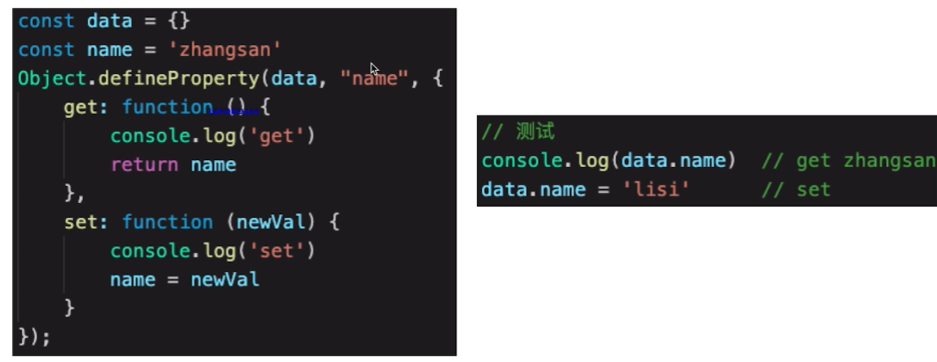 const data = {}
const name = 'zhangsan'
Object.defineProperty(data, "name", {
    get: function () {
        console.log('get')
        return name
    },
    set: function (newVal) {
        console.log('set')
        name = newVal
    }
});
// 测试
console.log(data.name)  // get zhangsan
data.name = 'lisi'      // set